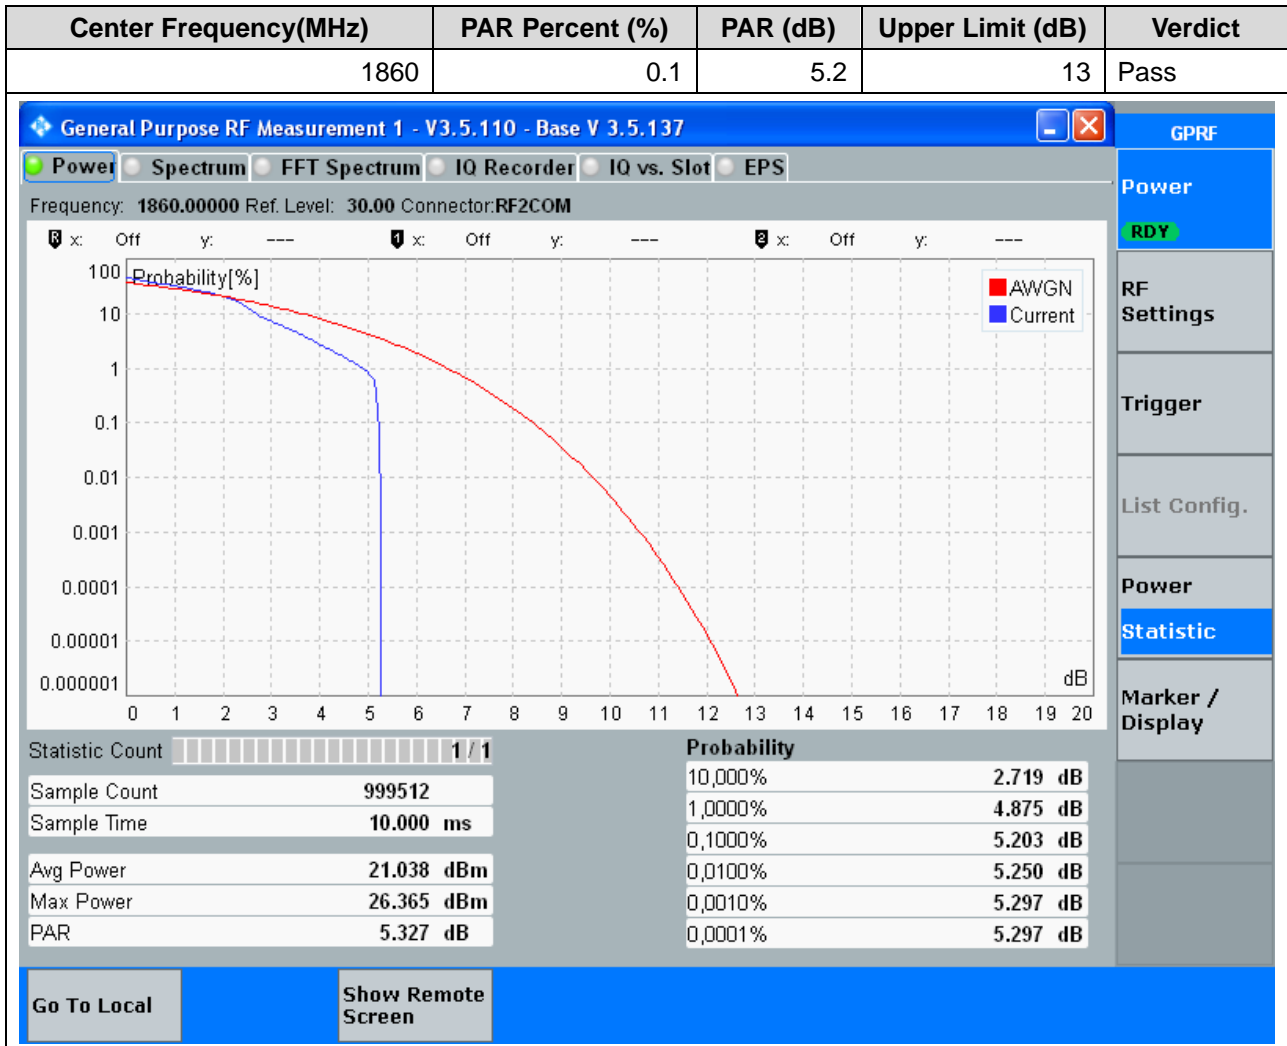 Center Frequency(MHz) PAR Percent (%) PAR (dB) Upper Limit (dB) Verdict
1860 0.1 5.2 13 Pass
General Purpose RF Measurement 1 - V3.5.110 - Base V 3.5.137
GPRF
Power Spectrum FFT Spectrum IQ Recorder IQ vs. Slot EPS
Frequency: 1860.00000 Ref. Level: 30.00 Connector:RF2COM
R x: Off y: --- 1 x: Off y: --- 2 x: Off y: ---
Probability[%]
AWGN
Current
100
10
1
0.1
0.01
0.001
0.0001
0.00001
0.000001
dB
0 1 2 3 4 5 6 7 8 9 10 11 12 13 14 15 16 17 18 19 20
Statistic Count 1 / 1
Sample Count 999512
Sample Time 10.000 ms
Avg Power 21.038 dBm
Max Power 26.365 dBm
PAR 5.327 dB
Probability
10,000% 2.719 dB
1,0000% 4.875 dB
0,1000% 5.203 dB
0,0100% 5.250 dB
0,0010% 5.297 dB
0,0001% 5.297 dB
Power
RDY
RF
Settings
Trigger
List Config.
Power
Statistic
Marker /
Display
Go To Local
Show Remote
Screen